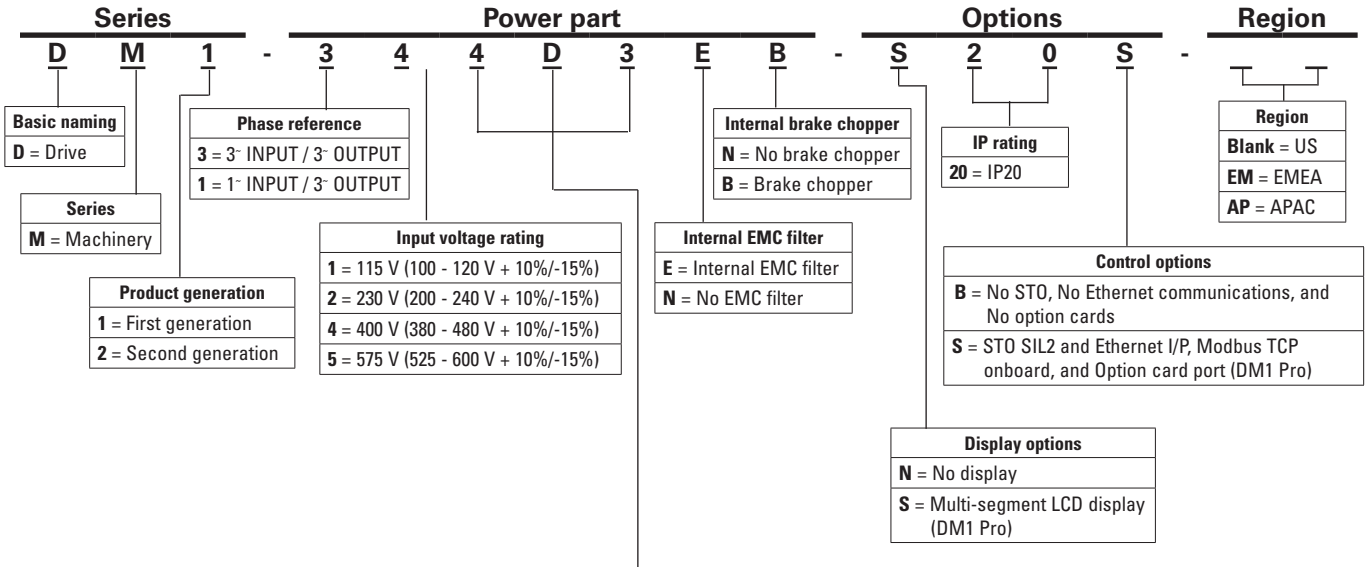 Series Power part Options Region
D M 1 - 3 4 4 D 3 E B - S 2 0 S -
Basic naming
D = Drive
Series
M = Machinery
Product generation
1 = First generation
2 = Second generation
Phase reference
3 = 3~ INPUT / 3~ OUTPUT
1 = 1~ INPUT / 3~ OUTPUT
Input voltage rating
1 = 115 V (100 - 120 V + 10%/-15%)
2 = 230 V (200 - 240 V + 10%/-15%)
4 = 400 V (380 - 480 V + 10%/-15%)
5 = 575 V (525 - 600 V + 10%/-15%)
Internal brake chopper
N = No brake chopper
B = Brake chopper
Internal EMC filter
E = Internal EMC filter
N = No EMC filter
IP rating
20 = IP20
Region
Blank = US
EM = EMEA
AP = APAC
Control options
B = No STO, No Ethernet communications, and
No option cards
S = STO SIL2 and Ethernet I/P, Modbus TCP
onboard, and Option card port (DM1 Pro)
Display options
N = No display
S = Multi-segment LCD display
(DM1 Pro)